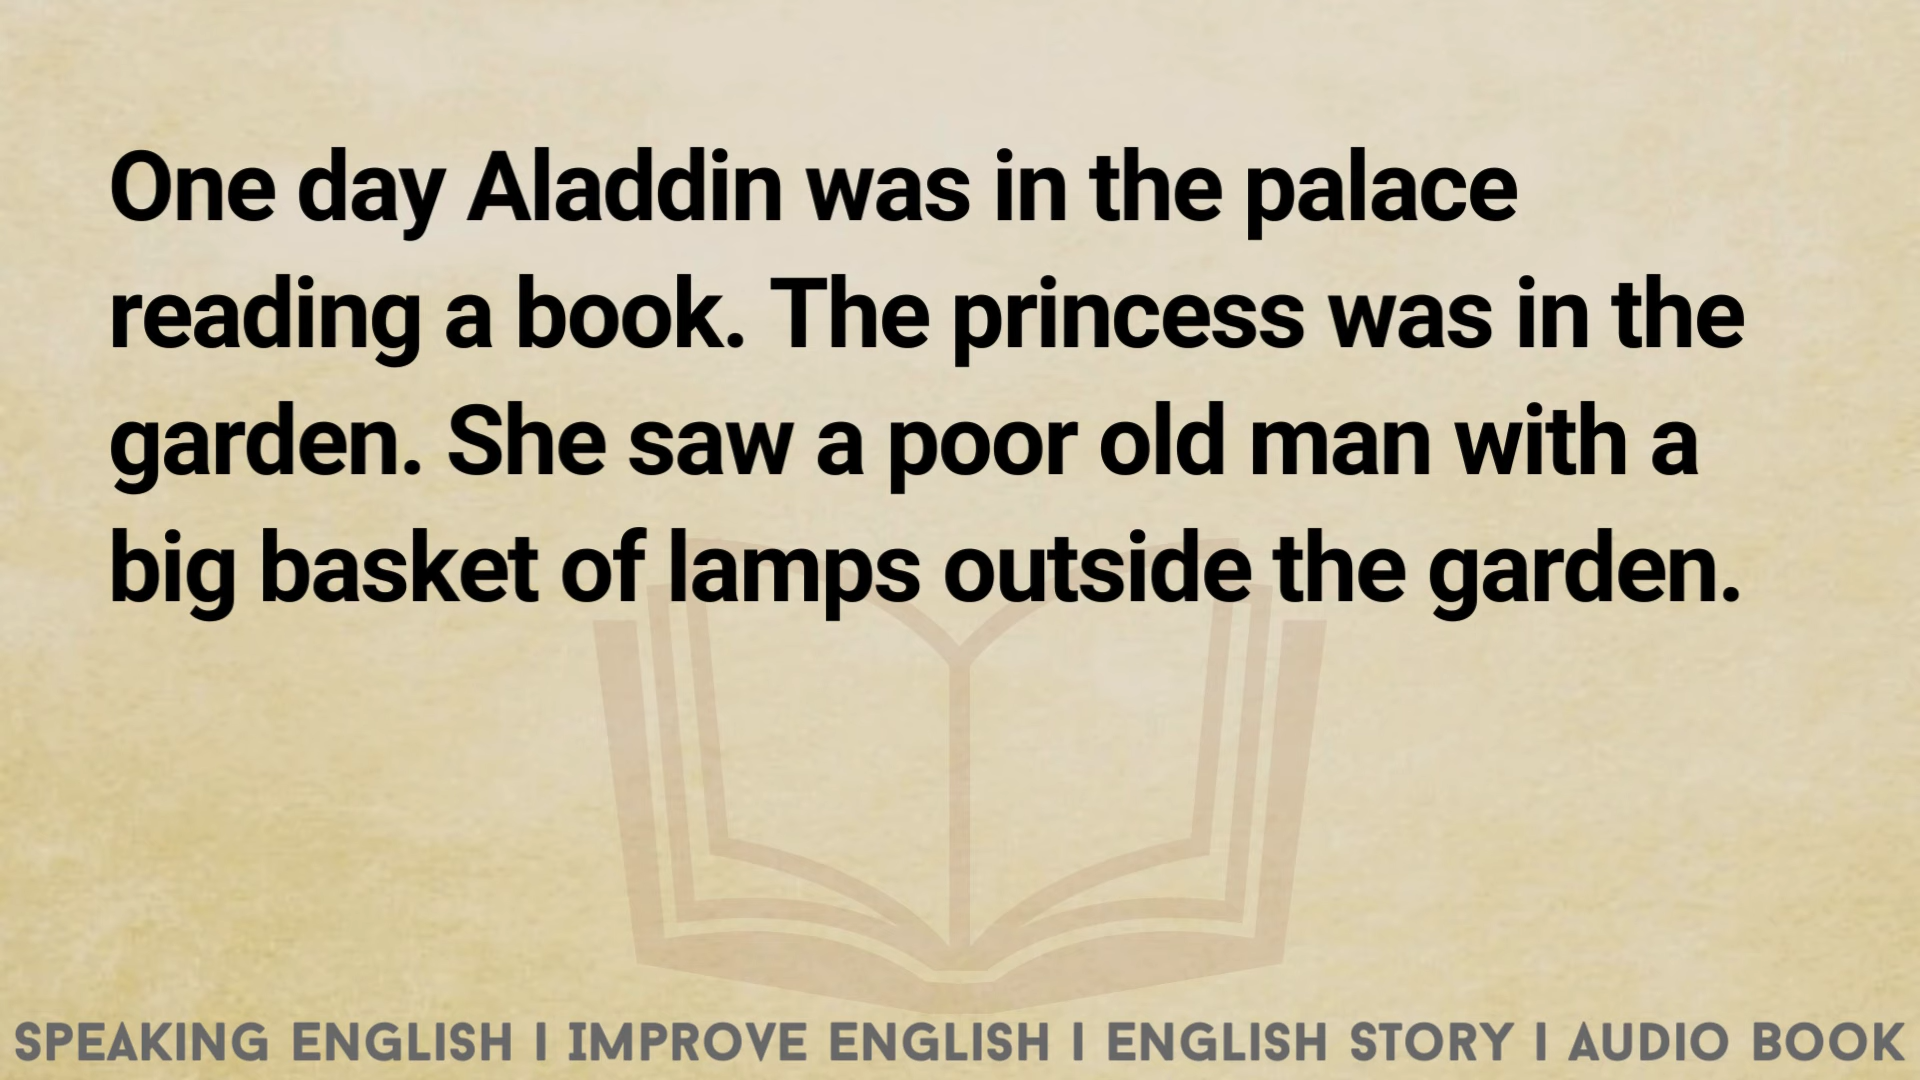 One day Aladdin was in the palace
reading a book. The princess was in the
garden. She saw a poor old man with a
big basket of lamps outside the garden.
SPEAKING ENGLISH I IMPROVE ENGLISH I ENGLISH STORY I AUDIO BOOK